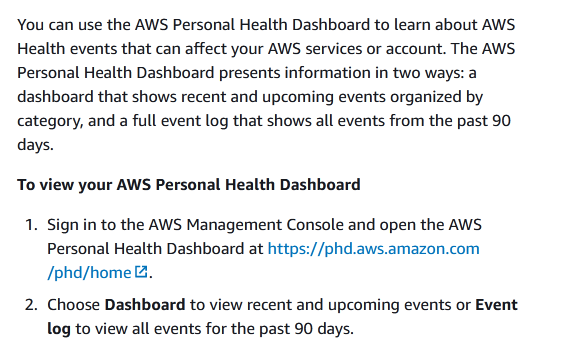 You can use the AWS Personal Health Dashboard to learn about AWS
Health events that can affect your AWS services or account. The AWS
Personal Health Dashboard presents information in two ways: a
dashboard that shows recent and upcoming events organized by
category, and a full event log that shows all events from the past 90
days.
To view your AWS Personal Health Dashboard
1. Sign in to the AWS Management Console and open the AWS
Personal Health Dashboard at https://phd.aws.amazon.com
/phd/home.
2. Choose Dashboard to view recent and upcoming events or Event
log to view all events for the past 90 days.